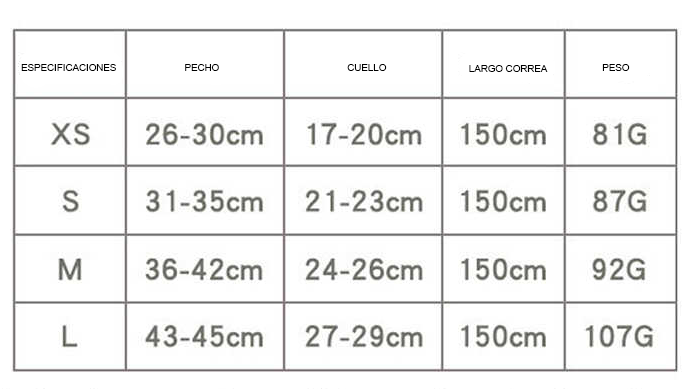 ESPECIFICACIONES PECHO CUELLO LARGO CORREA PESO
XS 26-30cm 17-20cm 150cm 81G
S 31-35cm 21-23cm 150cm 87G
M 36-42cm 24-26cm 150cm 92G
L 43-45cm 27-29cm 150cm 107G